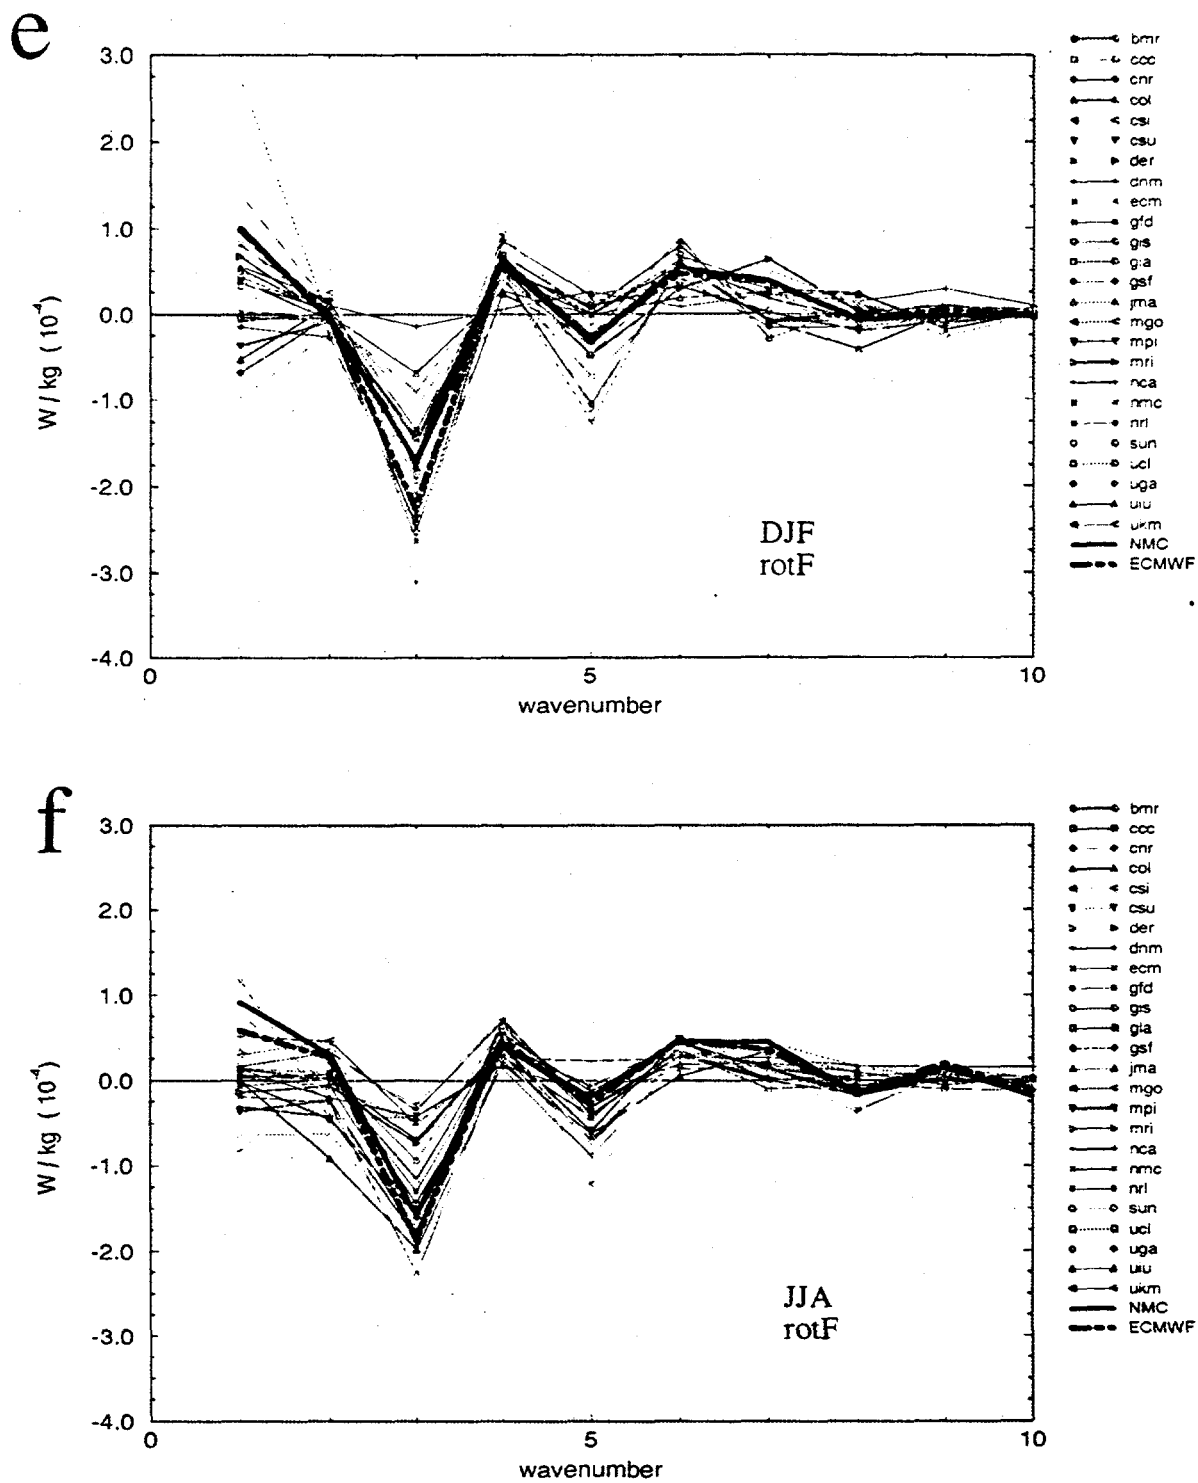 e
3.0
2.0
1.0
0.0
-1.0
-2.0
-3.0
-4.0
W / kg ( 10⁻⁴)
0
5
10
wavenumber
DJF
rotF
bmr
ccc
cnr
col
csi
csu
der
dnm
ecm
gfd
gis
gla
gsf
jma
mgo
mpi
mri
nca
nmc
nrl
sun
ucl
uga
uiu
ukm
NMC
ECMWF
f
3.0
2.0
1.0
0.0
-1.0
-2.0
-3.0
-4.0
W / kg (10⁻⁴)
0
5
10
wavenumber
JJA
rotF
bmr
ccc
cnr
col
csi
csu
der
dnm
ecm
gfd
gis
gla
gsf
jma
mgo
mpi
mri
nca
nmc
nrl
sun
ucl
uga
uiu
ukm
NMC
ECMWF